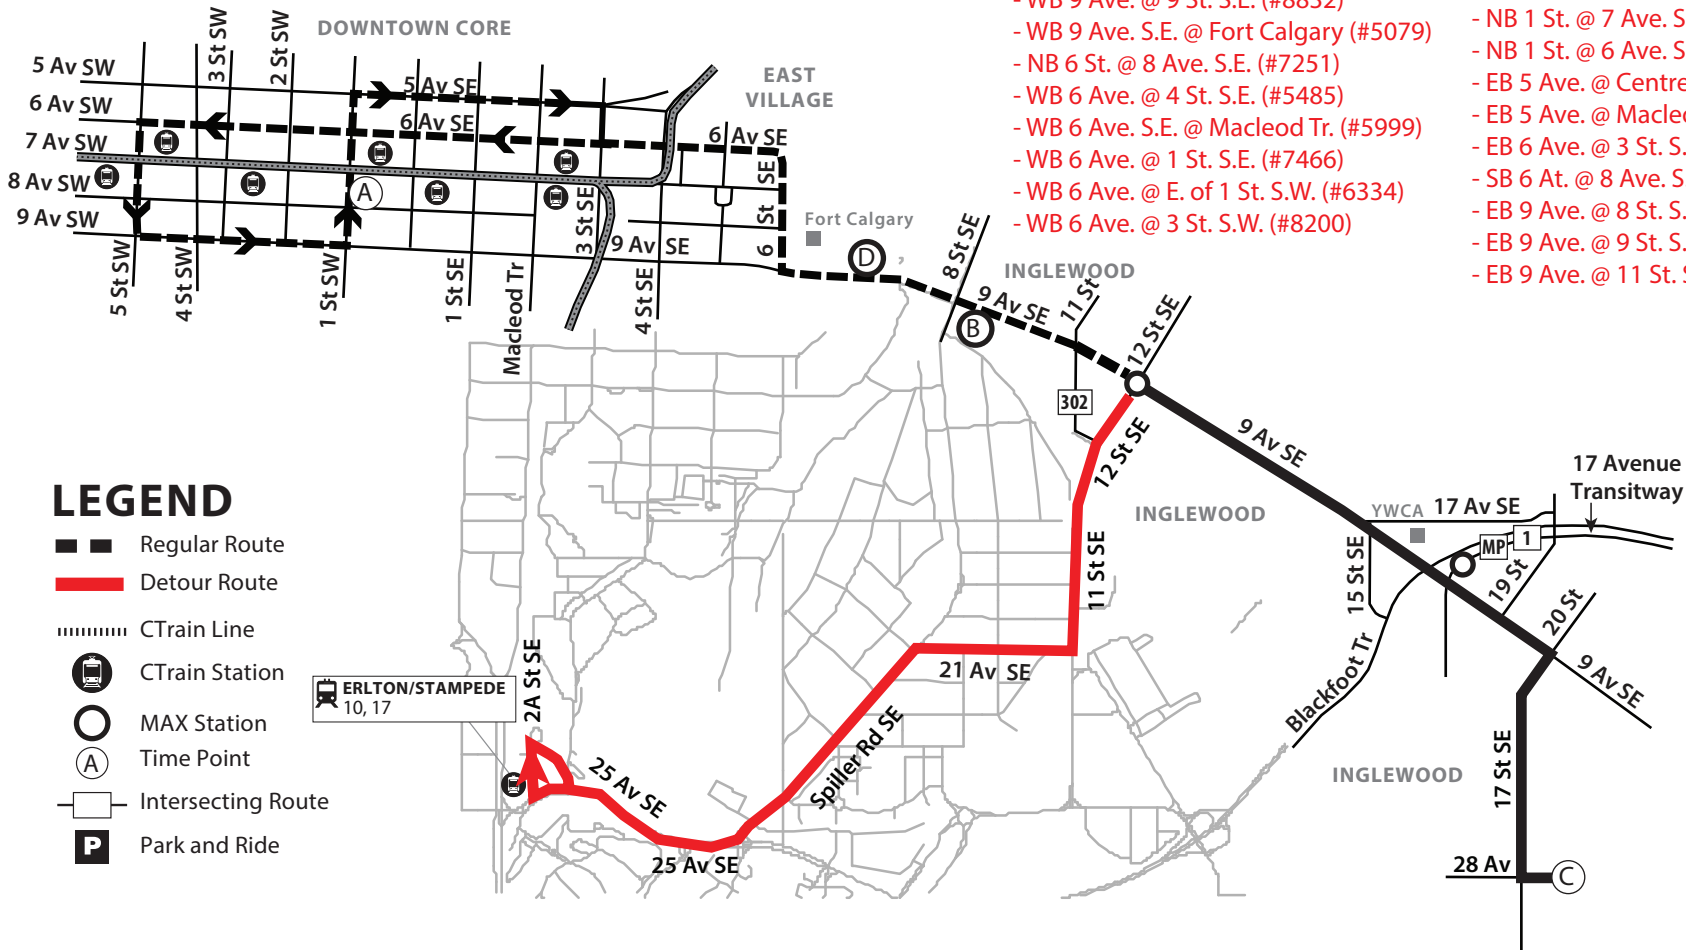 - WB 9 Ave. @ 9 St. S.E. (#8832)
- WB 9 Ave. S.E. @ Fort Calgary (#5079)
- NB 6 St. @ 8 Ave. S.E. (#7251)
- WB 6 Ave. @ 4 St. S.E. (#5485)
- WB 6 Ave. S.E. @ Macleod Tr. (#5999)
- WB 6 Ave. @ 1 St. S.E. (#7466)
- WB 6 Ave. @ E. of 1 St. S.W. (#6334)
- WB 6 Ave. @ 3 St. S.W. (#8200)
- NB 1 St. @ 7 Ave. S
- NB 1 St. @ 6 Ave. S
- EB 5 Ave. @ Centre
- EB 5 Ave. @ Macleo
- EB 6 Ave. @ 3 St. S.
- SB 6 At. @ 8 Ave. S
- EB 9 Ave. @ 8 St. S.
- EB 9 Ave. @ 9 St. S.
- EB 9 Ave. @ 11 St. S
DOWNTOWN CORE
EAST
VILLAGE
3 St SW
2 St SW
5 Av SW
6 Av SW
7 Av SW
8 Av SW
9 Av SW
5 Av SE
6 Av SE
6 Av SE
A
6 St SE
3 St SE
9 Av SE
5 St SW
4 St SW
1 St SW
1 St SE
Macleod Tr
4 St SE
Fort Calgary
D
8 St SE
INGLEWOOD
9 Av SE
B
11 St
12 St SE
302
12 St SE
9 Av SE
17 Avenue
Transitway
YWCA
17 Av SE
MP
1
INGLEWOOD
15 St SE
19 St
20 St
11 St SE
21 Av SE
Blackfoot Tr
9 Av SE
Spiller Rd SE
INGLEWOOD
17 St SE
28 Av
C
2A St SE
ERLTON/STAMPEDE
10, 17
25 Av SE
25 Av SE
LEGEND
Regular Route
Detour Route
CTrain Line
CTrain Station
MAX Station
A Time Point
Intersecting Route
P Park and Ride